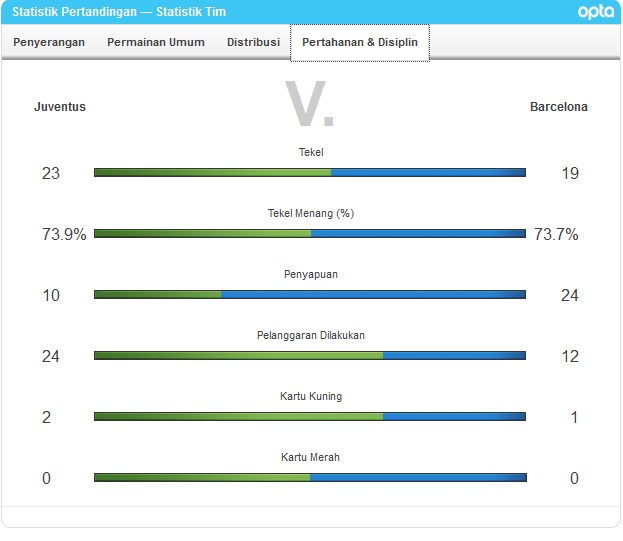 Statistik Pertandingan — Statistik Tim opta
Penyerangan Permainan Umum Distribusi Pertahanan & Disiplin
Juventus V. Barcelona
Tekel
23 19
Tekel Menang (%)
73.9% 73.7%
Penyapuan
10 24
Pelanggaran Dilakukan
24 12
Kartu Kuning
2 1
Kartu Merah
0 0